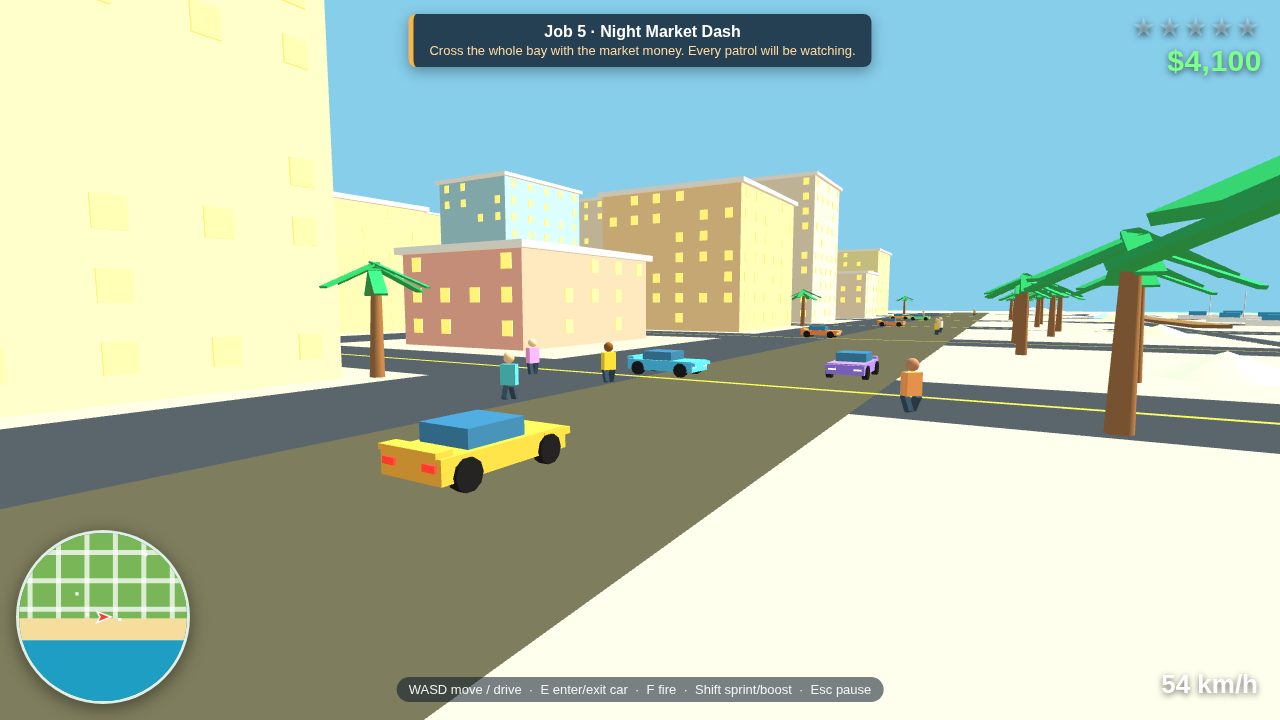 Job 5 · Night Market Dash
Cross the whole bay with the market money. Every patrol will be watching.
★★★★★
$4,100
WASD move / drive · E enter/exit car · F fire · Shift sprint/boost · Esc pause
54 km/h